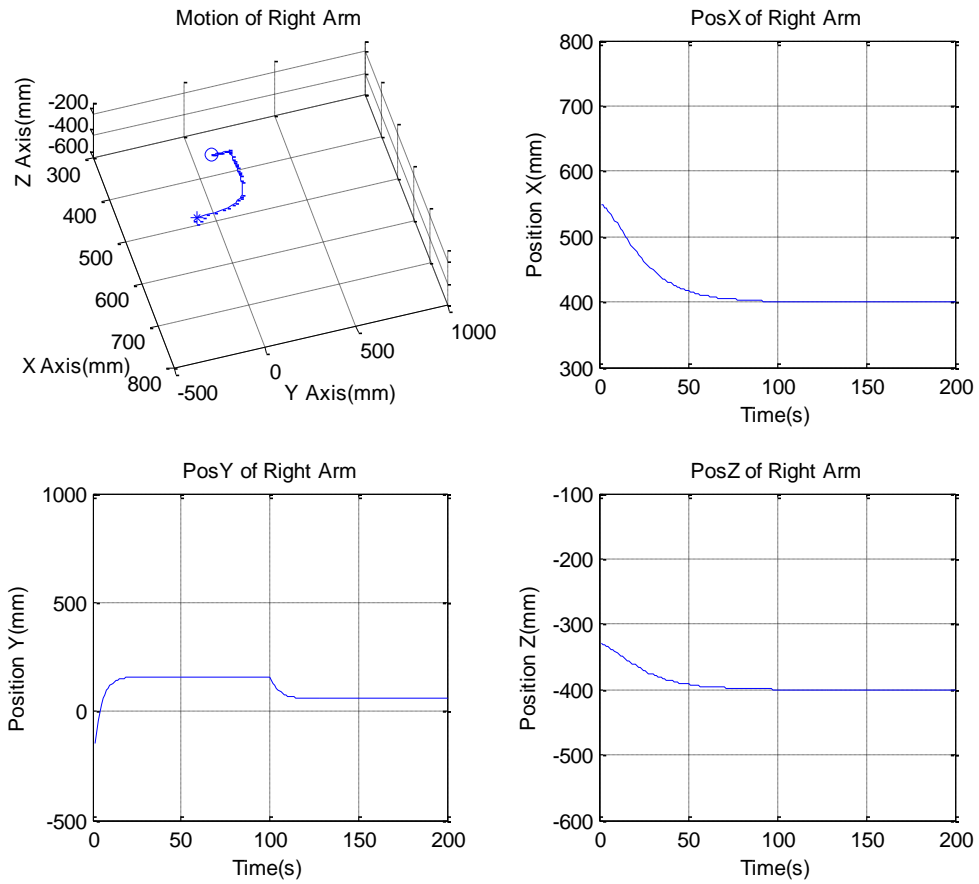 Motion of Right Arm
Z Axis(mm)
-200
-400
-600
300
400
500
600
700
800
X Axis(mm)
-500
0
500
1000
Y Axis(mm)
PosX of Right Arm
Position X(mm)
800
700
600
500
400
300
0 50 100 150 200
Time(s)
PosY of Right Arm
Position Y(mm)
1000
500
0
-500
0 50 100 150 200
Time(s)
PosZ of Right Arm
Position Z(mm)
-100
-200
-300
-400
-500
-600
0 50 100 150 200
Time(s)